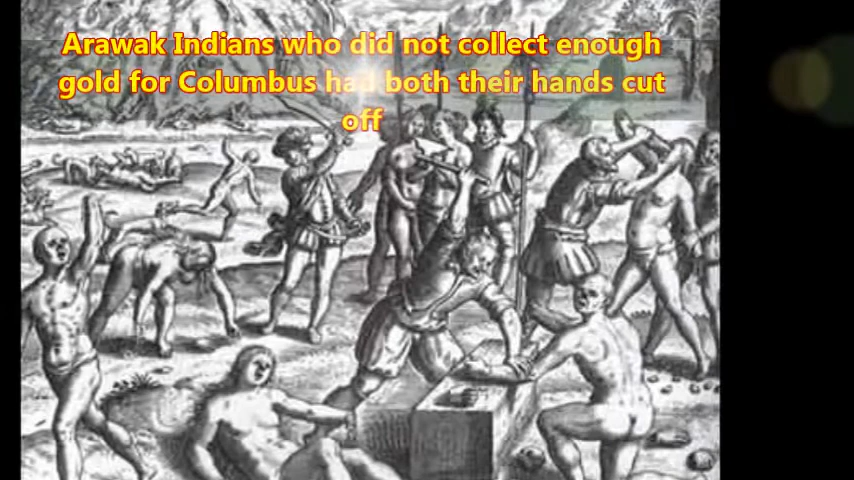 Arawak Indians who did not collect enough
gold for Columbus had both their hands cut
off